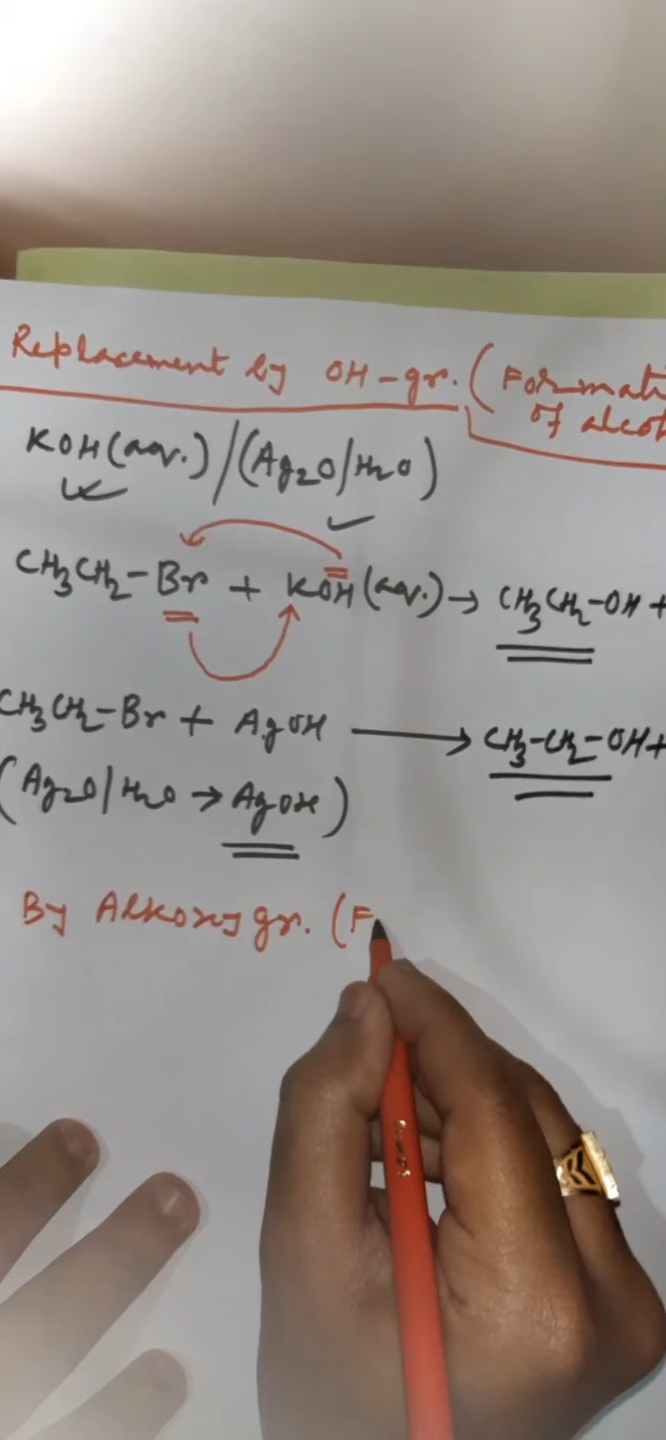 Replacement by OH-gr. (Formati
of alcoh
KOH(aq.)/(Ag₂O/H₂O)
CH₃CH₂-Br + KOH(aq.) → CH₃CH₂-OH +
CH₃CH₂-Br + AgOH ⟶ CH₃-CH₂-OH +
(Ag₂O/H₂O → AgOH)
By Alkoxy gr. (F